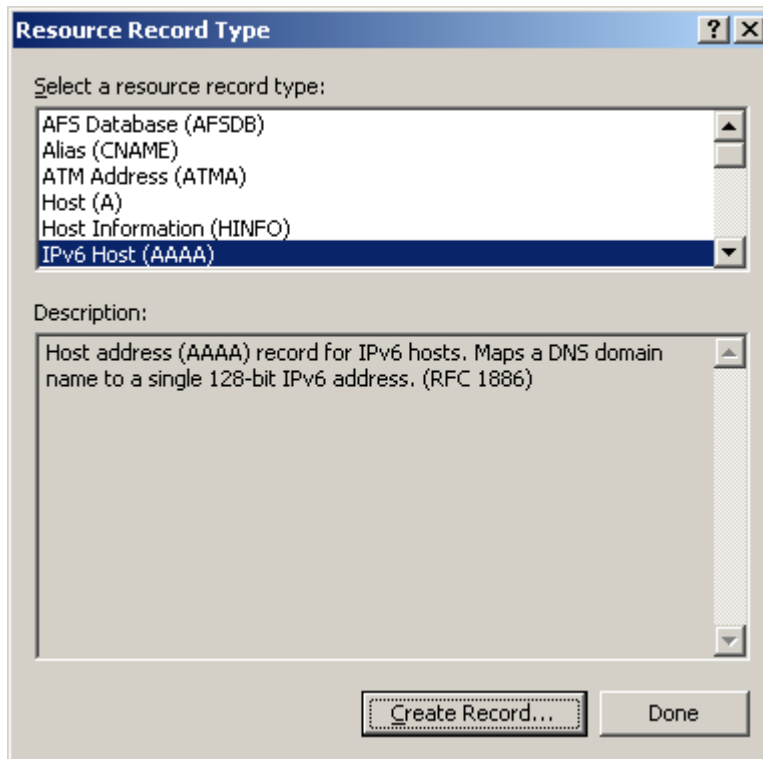 Resource Record Type
Select a resource record type:
AFS Database (AFSDB)
Alias (CNAME)
ATM Address (ATMA)
Host (A)
Host Information (HINFO)
IPv6 Host (AAAA)
Description:
Host address (AAAA) record for IPv6 hosts. Maps a DNS domain
name to a single 128-bit IPv6 address. (RFC 1886)
Create Record... Done